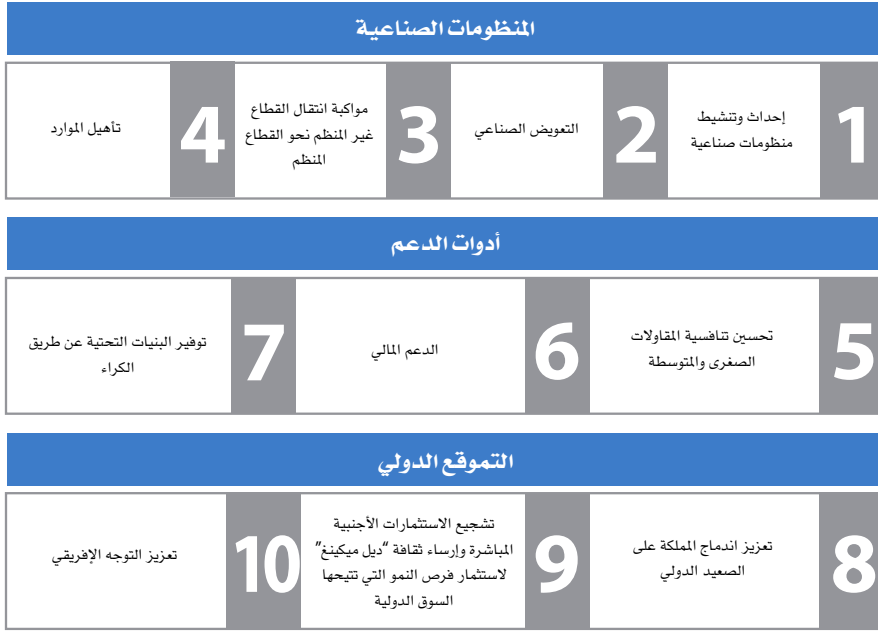 المنظومات الصناعية
1
إحداث وتنشيط
منظومات صناعية
2
التعويض الصناعي
3
مواكبة انتقال القطاع
غير المنظم نحو القطاع
المنظم
4
تأهيل الموارد
أدوات الدعم
5
تحسين تنافسية المقاولات
الصغرى والمتوسطة
6
الدعم المالي
7
توفير البنيات التحتية عن طريق
الكراء
التموقع الدولي
8
تعزيز اندماج المملكة على
الصعيد الدولي
9
تشجيع الاستثمارات الأجنبية
المباشرة وإرساء ثقافة ”ديل ميكينغ”
لاستثمار فرص النمو التي تتيحها
السوق الدولية
10
تعزيز التوجه الإفريقي